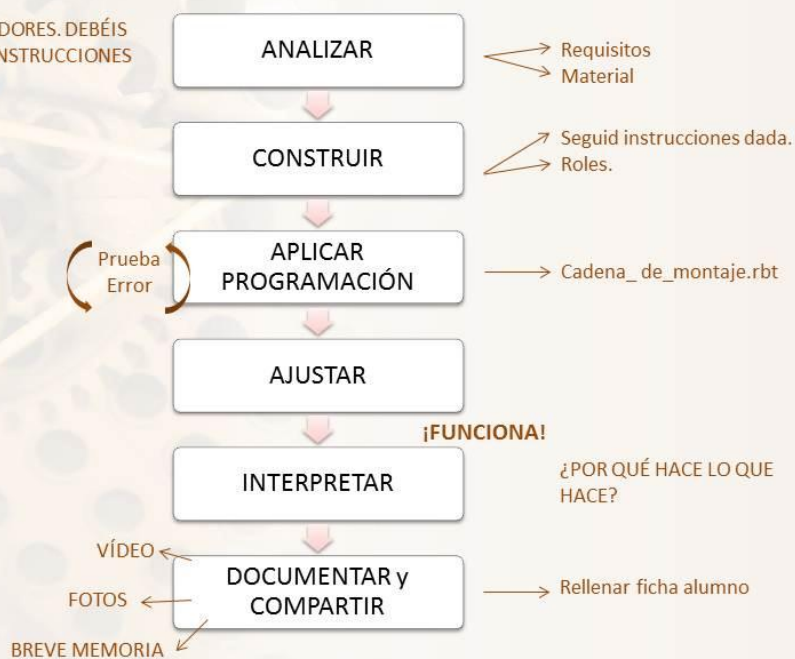 DORES. DEBÉIS
NSTRUCCIONES
ANALIZAR
Requisitos
Material
CONSTRUIR
Seguid instrucciones dada.
Roles.
Prueba
Error
APLICAR
PROGRAMACIÓN
Cadena_ de_montaje.rbt
AJUSTAR
¡FUNCIONA!
INTERPRETAR
¿POR QUÉ HACE LO QUE
HACE?
VÍDEO
FOTOS
BREVE MEMORIA
DOCUMENTAR y
COMPARTIR
Rellenar ficha alumno